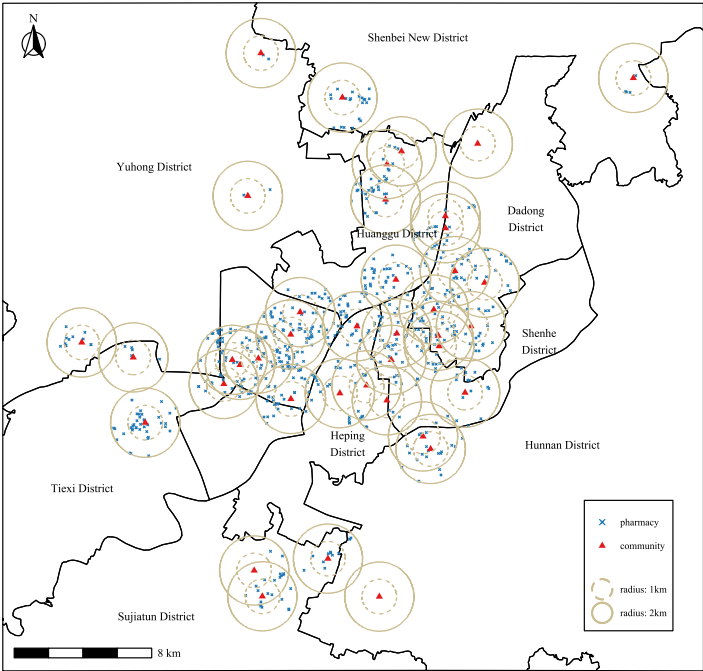 N
Shenbei New District
Yuhong District
Dadong
District
Huanggu District
Shenhe
District
Heping
District
Hunnan District
Tiexi District
Sujiatun District
pharmacy
community
radius: 1km
radius: 2km
8 km